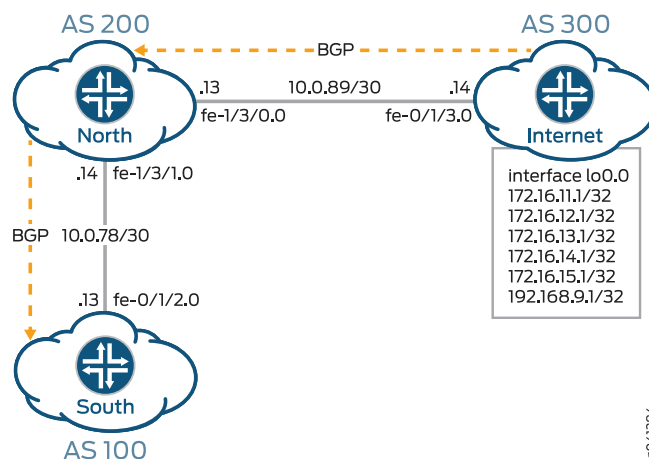 AS 200
AS 300
BGP
.13
10.0.89/30
.14
fe-1/3/0.0
fe-0/1/3.0
North
Internet
.14
fe-1/3/1.0
interface lo0.0
172.16.11.1/32
172.16.12.1/32
172.16.13.1/32
172.16.14.1/32
172.16.15.1/32
192.168.9.1/32
BGP
10.0.78/30
.13
fe-0/1/2.0
South
AS 100